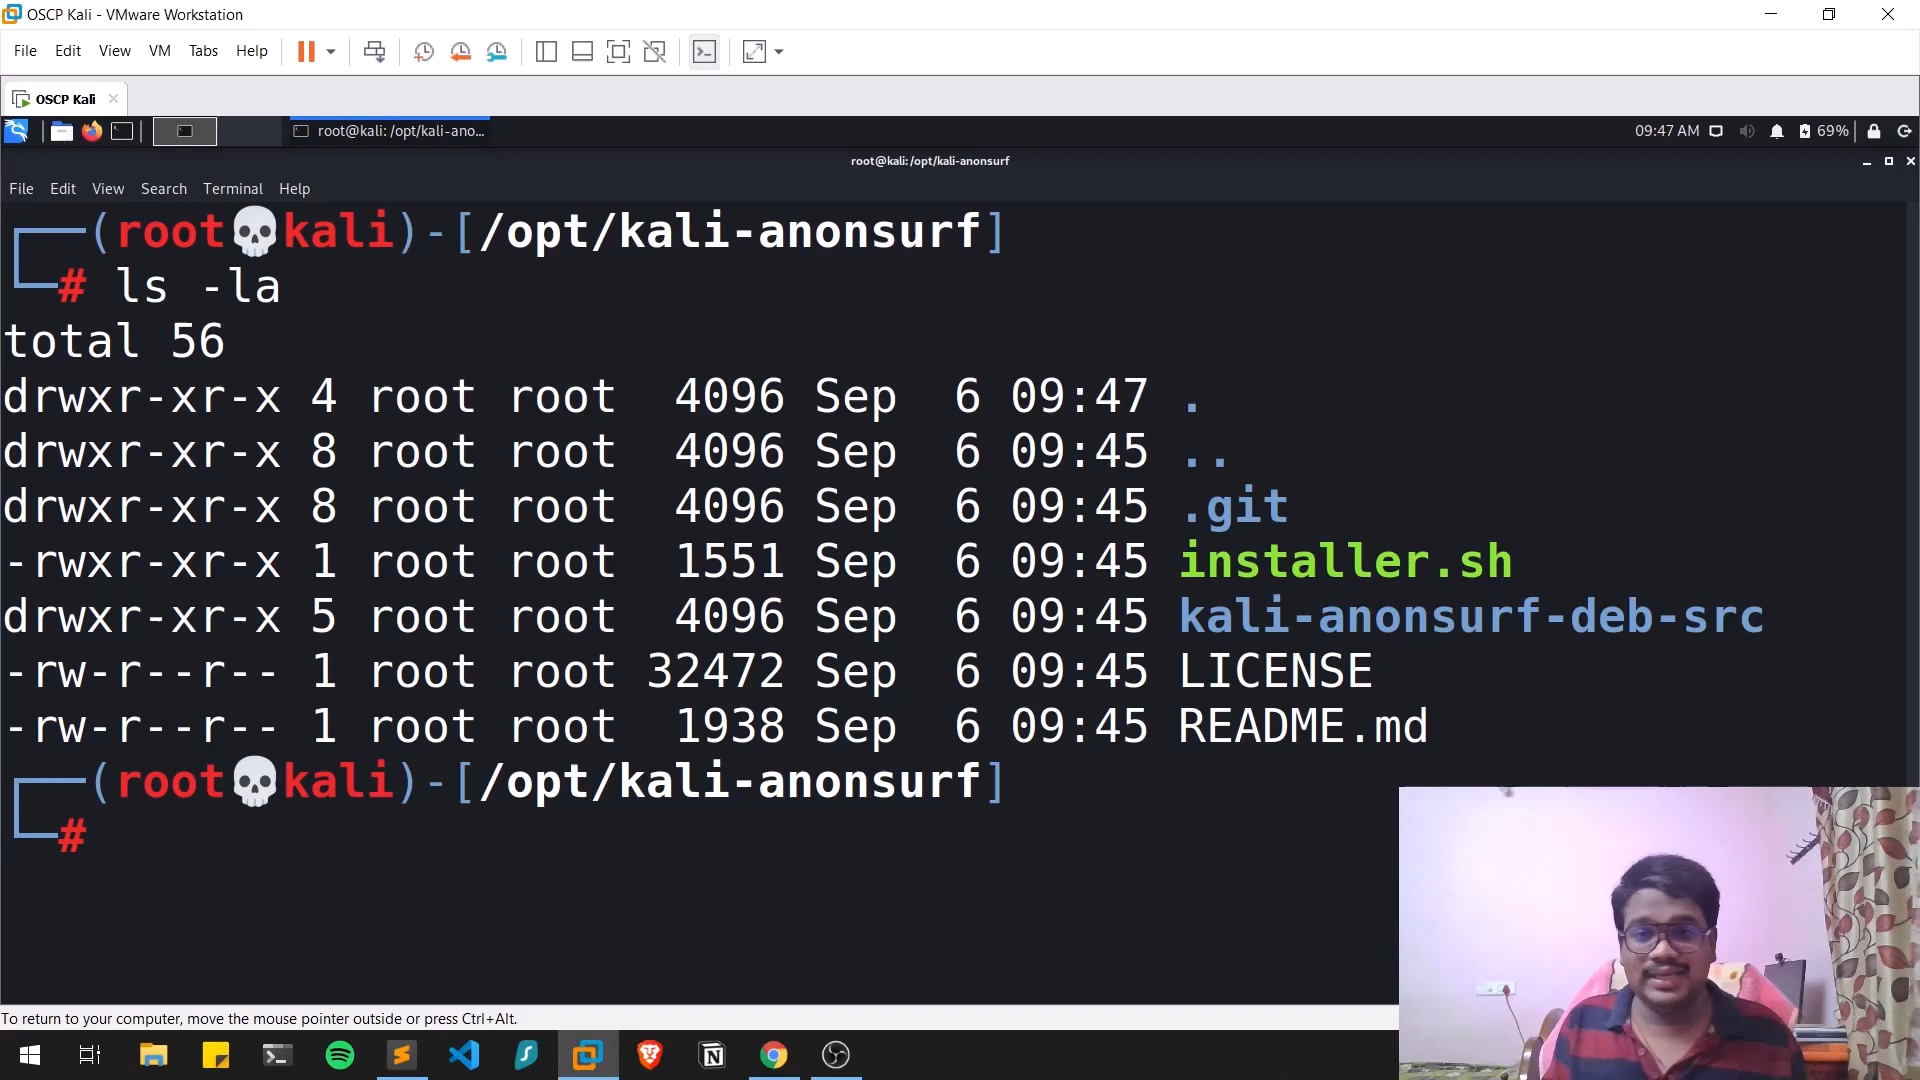 OSCP Kali - VMware Workstation
File Edit View VM Tabs Help
OSCP Kali
root@kali: /opt/kali-ano... 09:47 AM 69%
root@kali:/opt/kali-anonsurf
File Edit View Search Terminal Help
(root💀kali)-[/opt/kali-anonsurf]
# ls -la
total 56
drwxr-xr-x 4 root root 4096 Sep 6 09:47 .
drwxr-xr-x 8 root root 4096 Sep 6 09:45 ..
drwxr-xr-x 8 root root 4096 Sep 6 09:45 .git
-rwxr-xr-x 1 root root 1551 Sep 6 09:45 installer.sh
drwxr-xr-x 5 root root 4096 Sep 6 09:45 kali-anonsurf-deb-src
-rw-r--r-- 1 root root 32472 Sep 6 09:45 LICENSE
-rw-r--r-- 1 root root 1938 Sep 6 09:45 README.md
(root💀kali)-[/opt/kali-anonsurf]
#
To return to your computer, move the mouse pointer outside or press Ctrl+Alt.